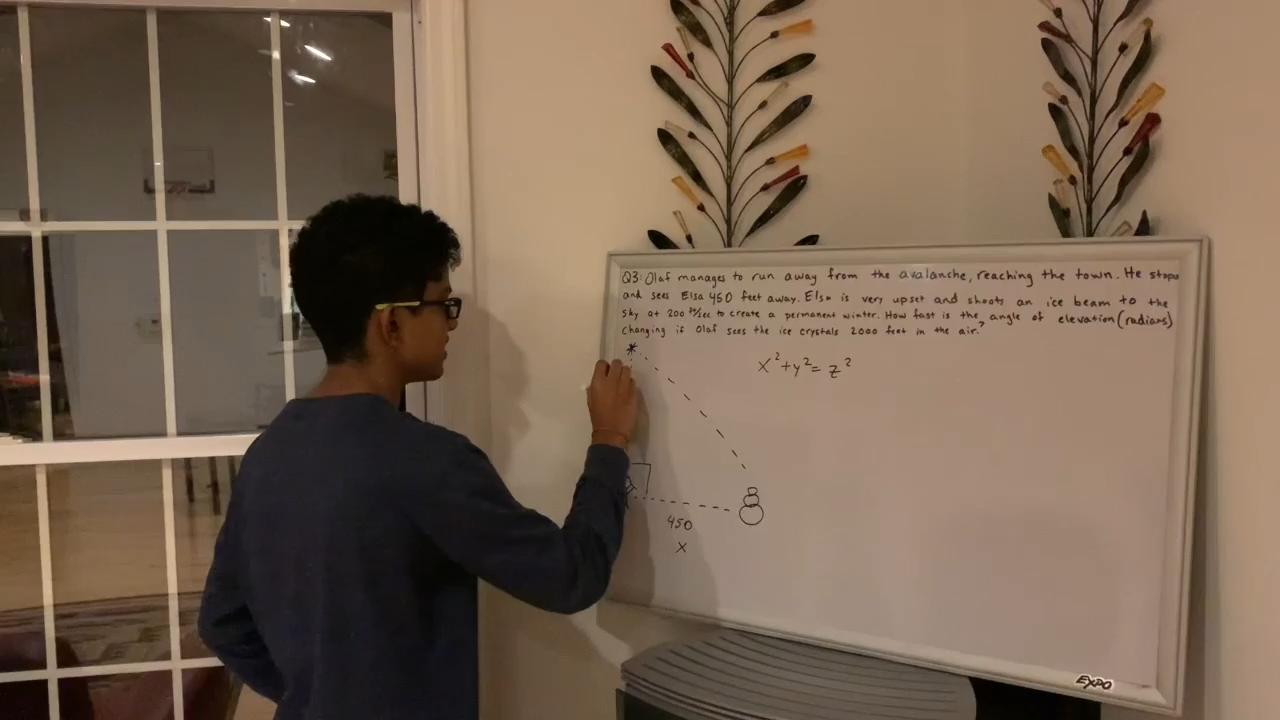 Q3: Olaf manages to run away from the avalanche, reaching the town. He stops
and sees Elsa 450 feet away. Elsa is very upset and shoots an ice beam to the
sky at 200 ft/sec to create a permanent winter. How fast is the angle of elevation (radians)
changing if Olaf sees the ice crystals 2000 feet in the air?
x²+y²=z²
450
x
EXPO